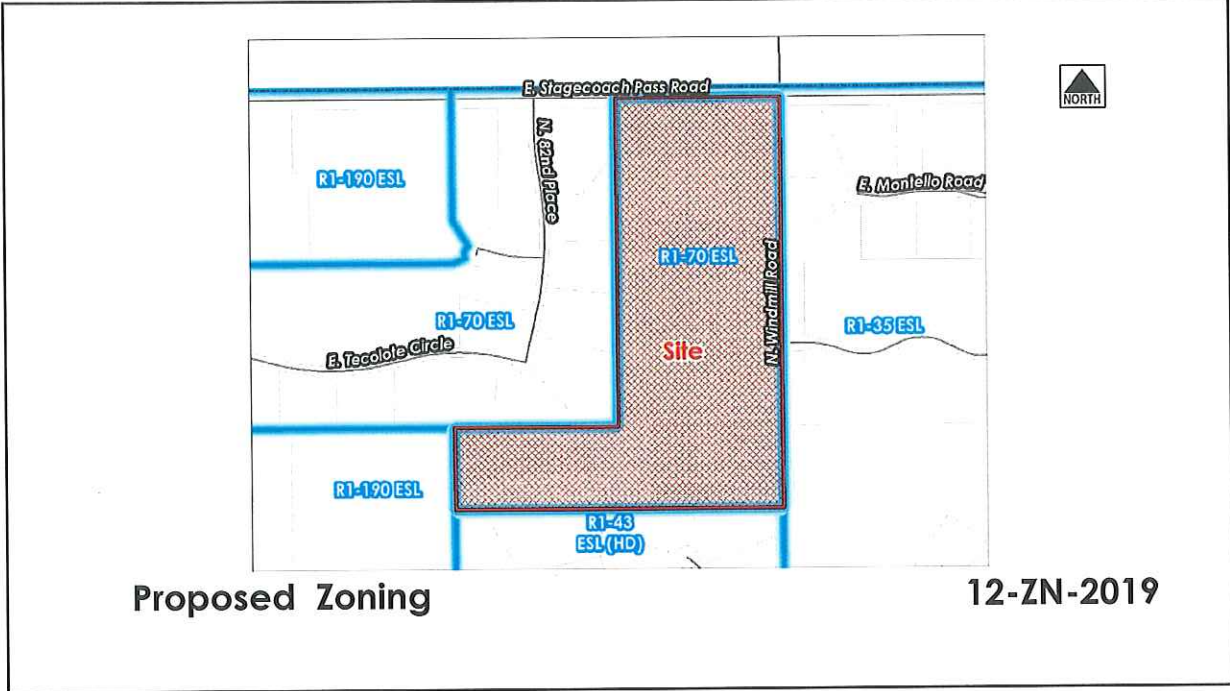 E. Stagecoach Pass Road
NORTH
N. 82nd Place
R1-190 ESL
E. Montello Road
R1-70 ESL
N. Windmill Road
R1-70 ESL
R1-35 ESL
E. Tecolote Circle
Site
R1-190 ESL
R1-43
ESL (HD)
Proposed Zoning
12-ZN-2019